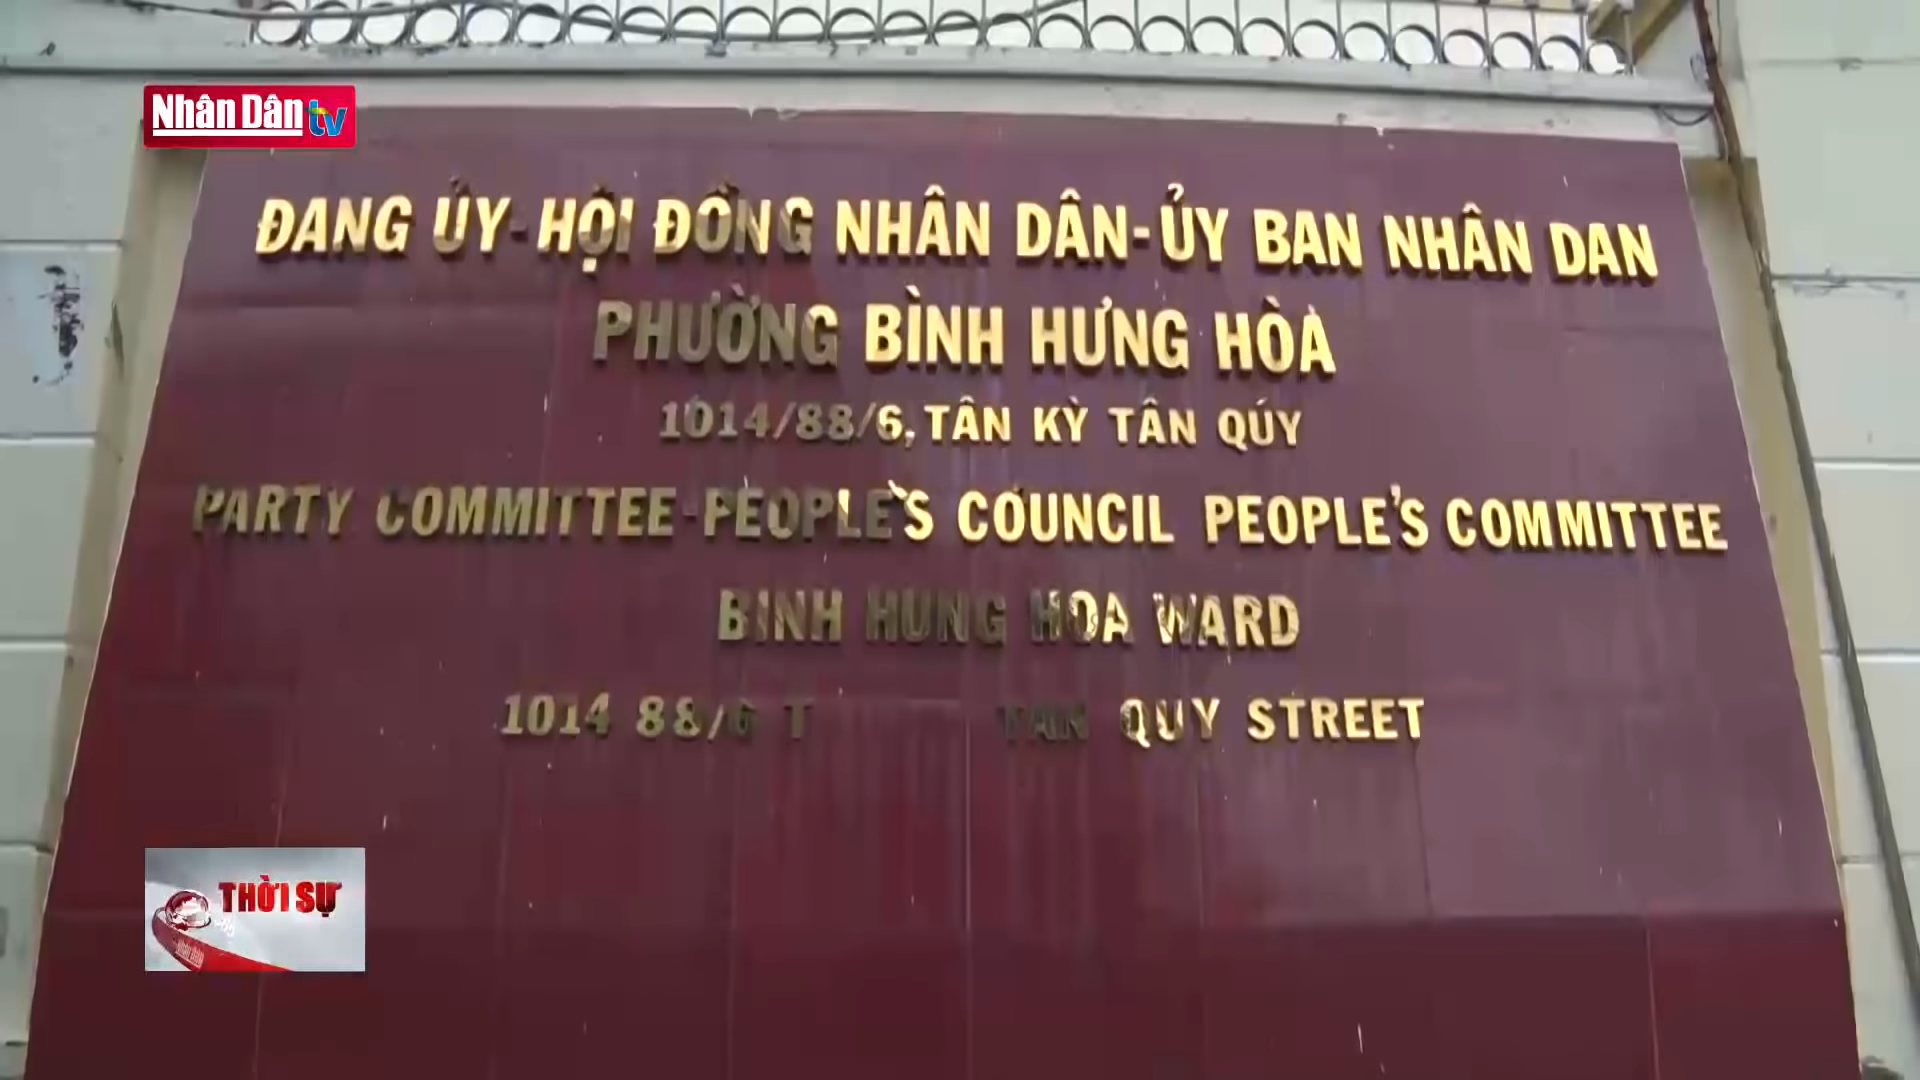 Nhân Dân tv
ĐANG ỦY-HỘI ĐỒNG NHÂN DÂN-ỦY BAN NHÂN DAN
PHƯỜNG BÌNH HƯNG HÒA
1014/88/6, TÂN KỲ TÂN QÚY
PARTY COMMITTEE-PEOPLE'S COUNCIL PEOPLE'S COMMITTEE
BINH HUNG HOA WARD
1014 88/6 T TAN QUY STREET
THỜI SỰ